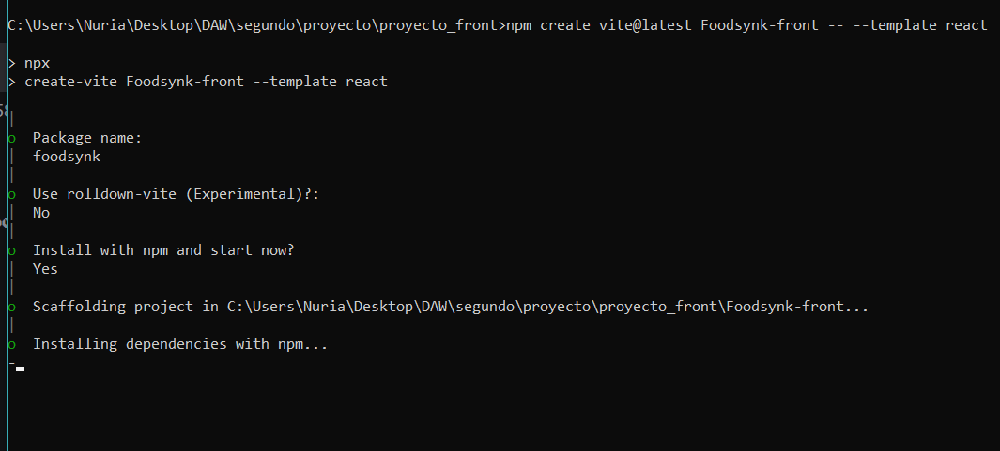 C:\Users\Nuria\Desktop\DAW\segundo\proyecto\proyecto_front>npm create vite@latest Foodsynk-front -- --template react
> npx
> create-vite Foodsynk-front --template react
|
o  Package name:
|  foodsynk
|
o  Use rolldown-vite (Experimental)?:
|  No
|
o  Install with npm and start now?
|  Yes
|
o  Scaffolding project in C:\Users\Nuria\Desktop\DAW\segundo\proyecto\proyecto_front\Foodsynk-front...
|
o  Installing dependencies with npm...
-